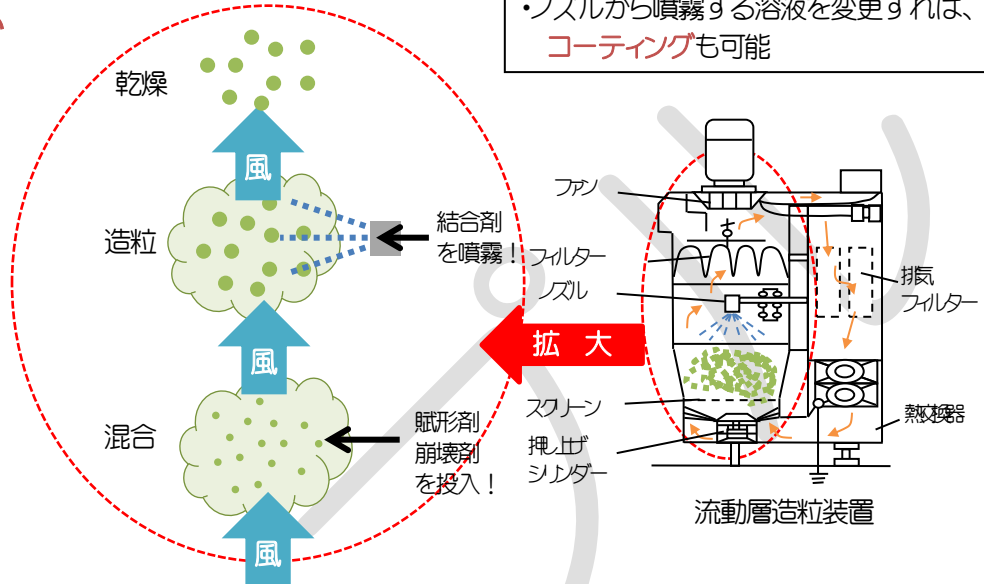 ・ノズルから噴霧する溶液を変更すれば、
コーティングも可能
乾燥
風
造粒
結合剤
を噴霧！
風
混合
賦形剤
崩壊剤
を投入！
風
拡　大
ファン
フィルター
ノズル
スクリーン
押し上げ
シリンダー
排気
フィルター
熱交換器
流動層造粒装置